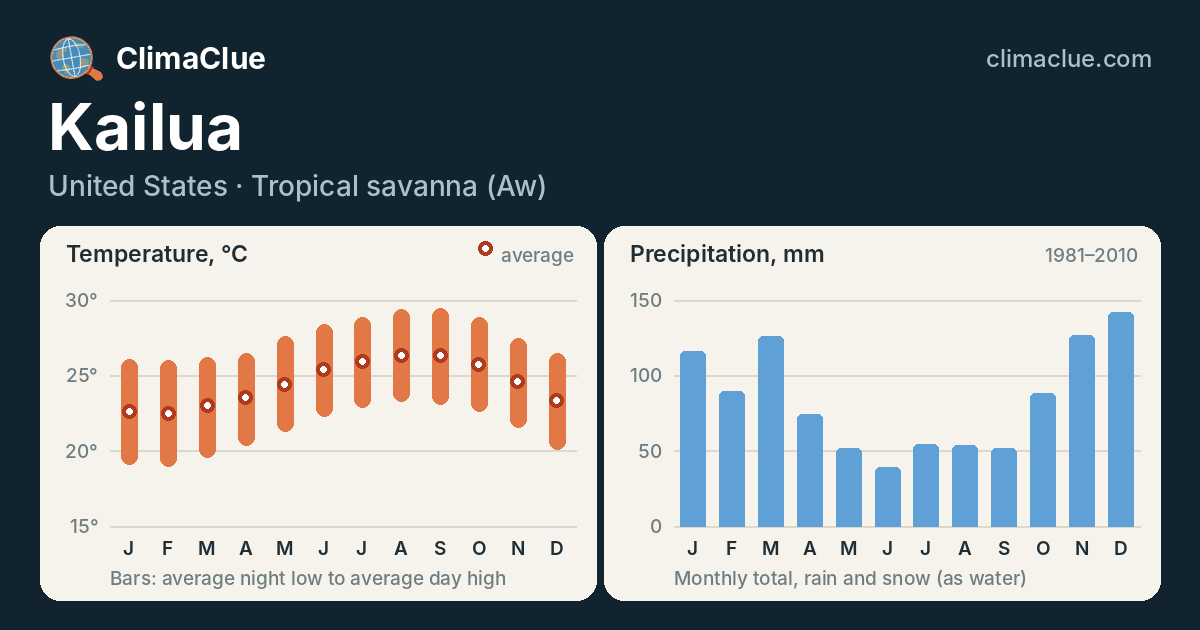 ClimaClue
climaclue.com
Kailua
United States · Tropical savanna (Aw)
Temperature, °C
average
30°
25°
20°
15°
J F M A M J J A S O N D
Bars: average night low to average day high
Precipitation, mm
1981–2010
150
100
50
0
J F M A M J J A S O N D
Monthly total, rain and snow (as water)